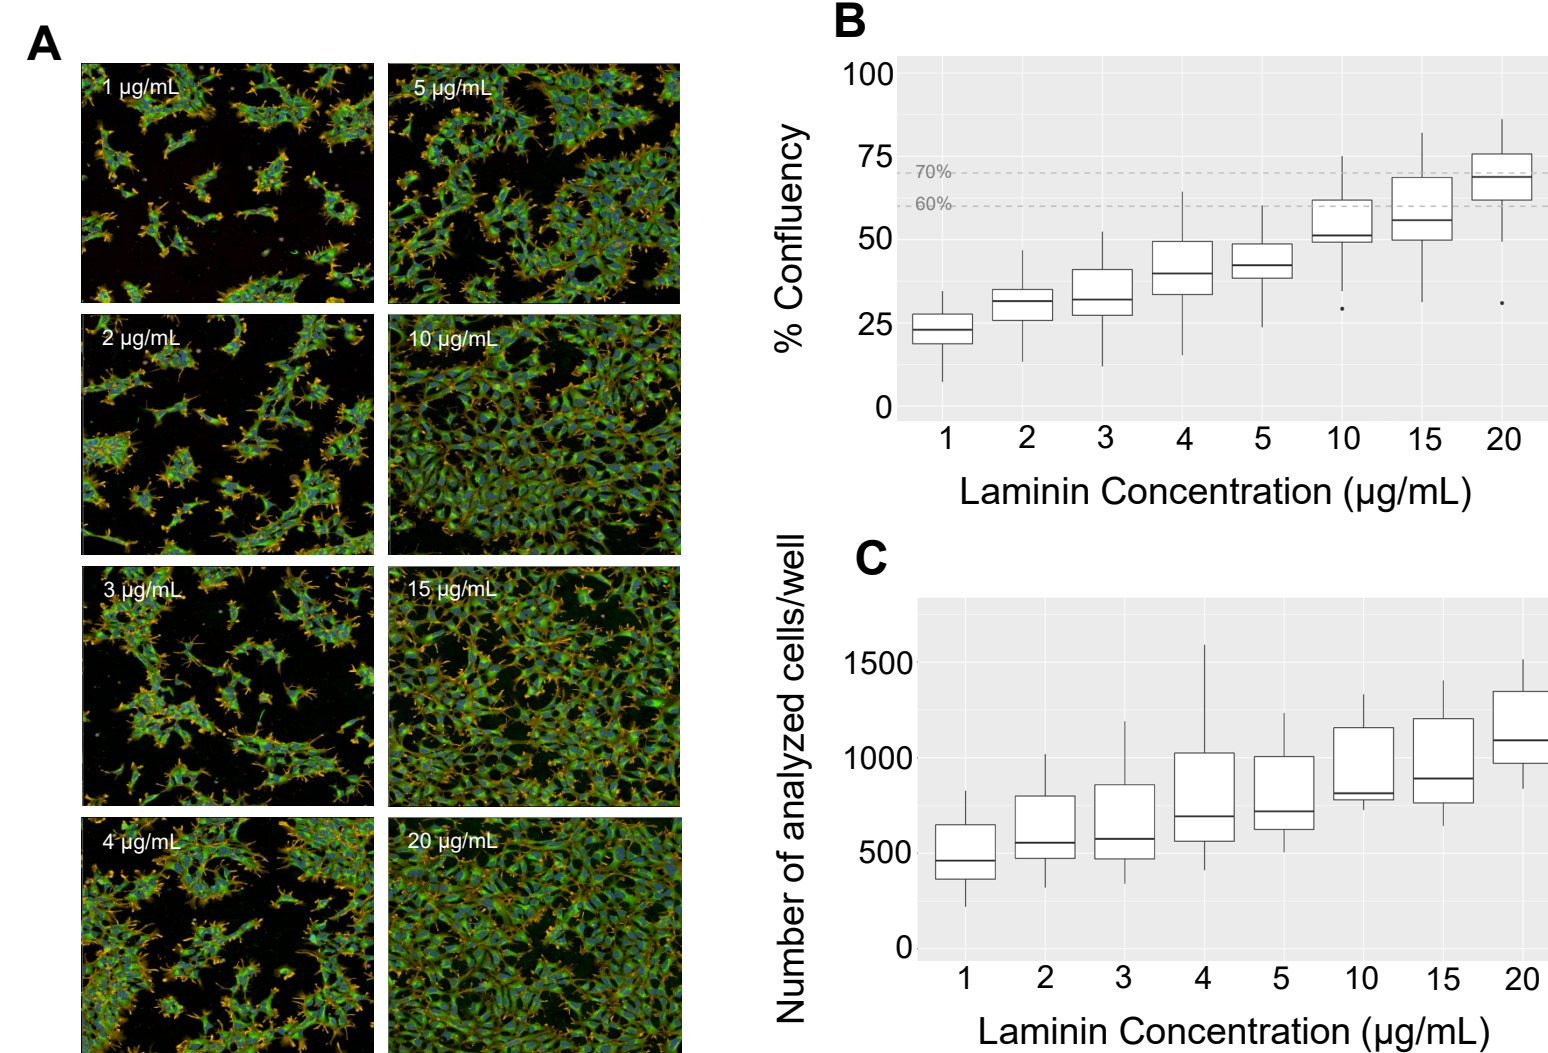 A
1 µg/mL
5 µg/mL
2 µg/mL
10 µg/mL
3 µg/mL
15 µg/mL
4 µg/mL
20 µg/mL
B
% Confluency
100
75
70%
60%
50
25
0
1 2 3 4 5 10 15 20
Laminin Concentration (µg/mL)
C
Number of analyzed cells/well
1500
1000
500
0
1 2 3 4 5 10 15 20
Laminin Concentration (µg/mL)